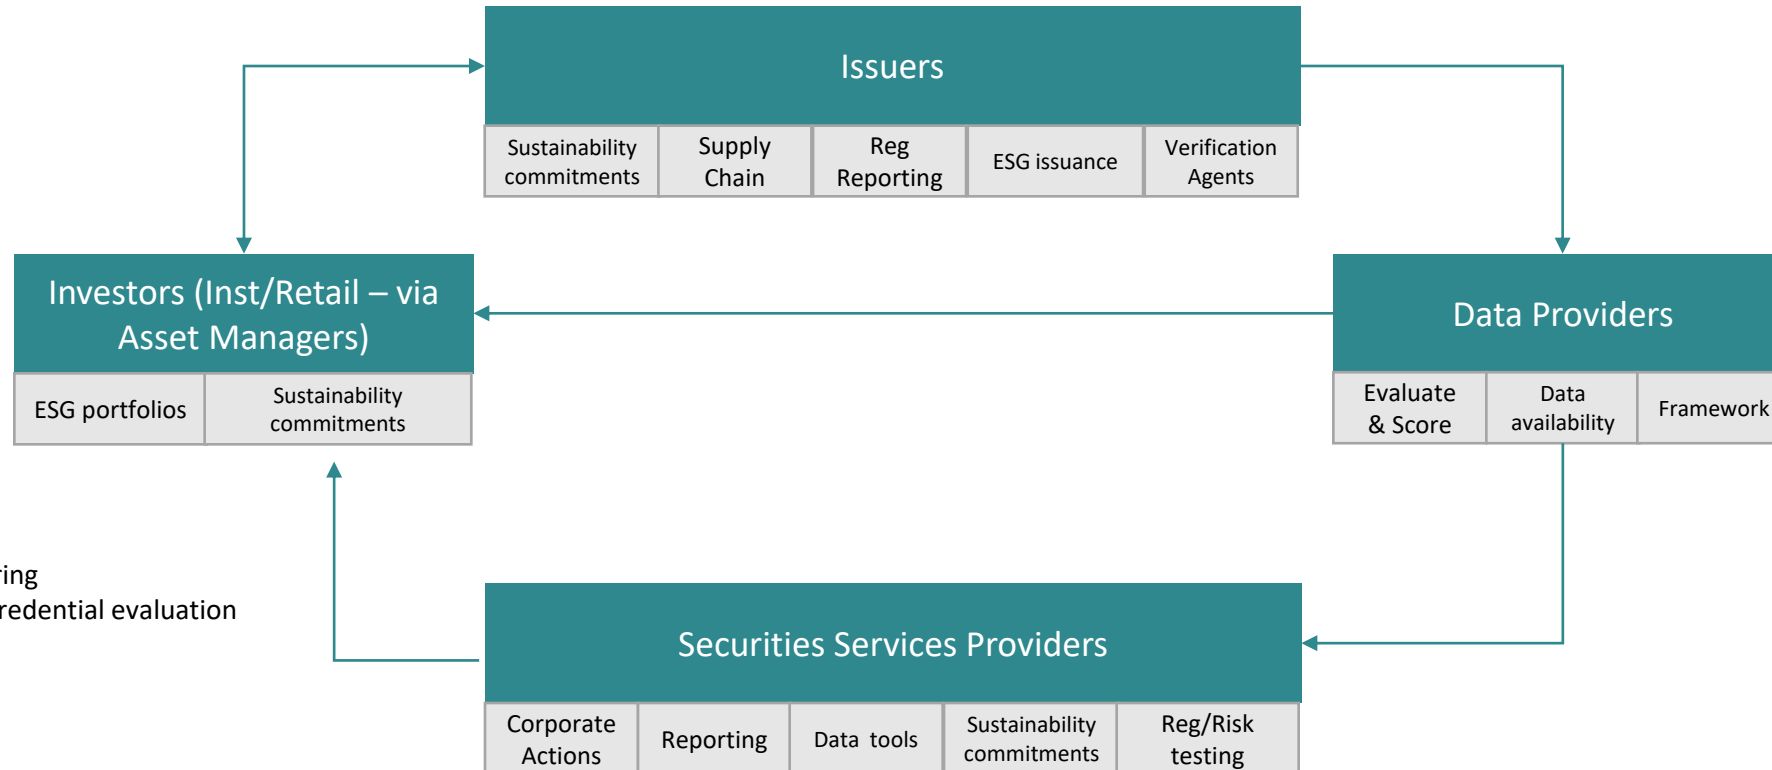 Issuers
Sustainability
commitments
Supply
Chain
Reg
Reporting
ESG issuance
Verification
Agents
Investors (Inst/Retail – via
Asset Managers)
ESG portfolios
Sustainability
commitments
Data Providers
Evaluate
& Score
Data
availability
Framework
ring
redential evaluation
Securities Services Providers
Corporate
Actions
Reporting
Data tools
Sustainability
commitments
Reg/Risk
testing